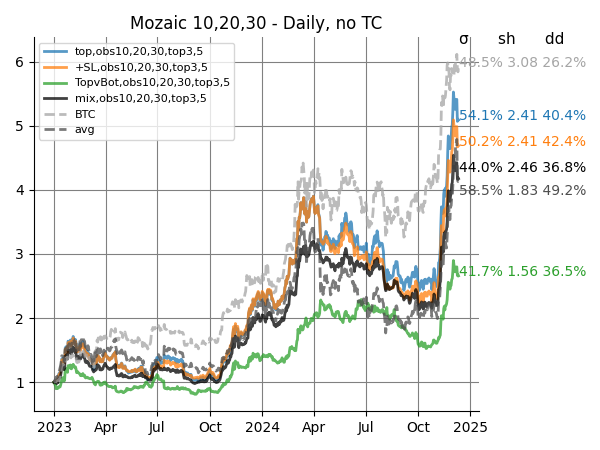 Mozaic 10,20,30 - Daily, no TC
σ sh dd
top,obs10,20,30,top3,5
+SL,obs10,20,30,top3,5
TopvBot,obs10,20,30,top3,5
mix,obs10,20,30,top3,5
BTC
avg
48.5% 3.08 26.2%
54.1% 2.41 40.4%
50.2% 2.41 42.4%
44.0% 2.46 36.8%
58.5% 1.83 49.2%
41.7% 1.56 36.5%
6
5
4
3
2
1
2023 Apr Jul Oct 2024 Apr Jul Oct 2025